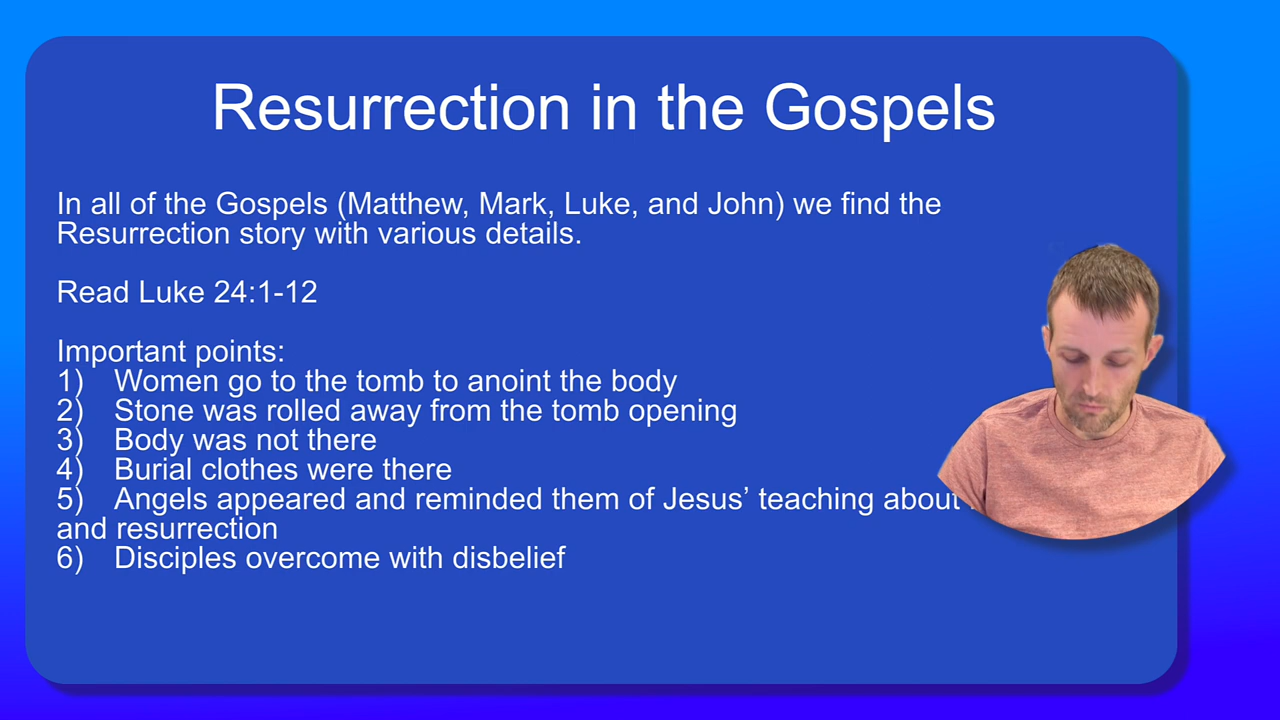 Resurrection in the Gospels
In all of the Gospels (Matthew, Mark, Luke, and John) we find the
Resurrection story with various details.
Read Luke 24:1-12
Important points:
1) Women go to the tomb to anoint the body
2) Stone was rolled away from the tomb opening
3) Body was not there
4) Burial clothes were there
5) Angels appeared and reminded them of Jesus’ teaching about
and resurrection
6) Disciples overcome with disbelief